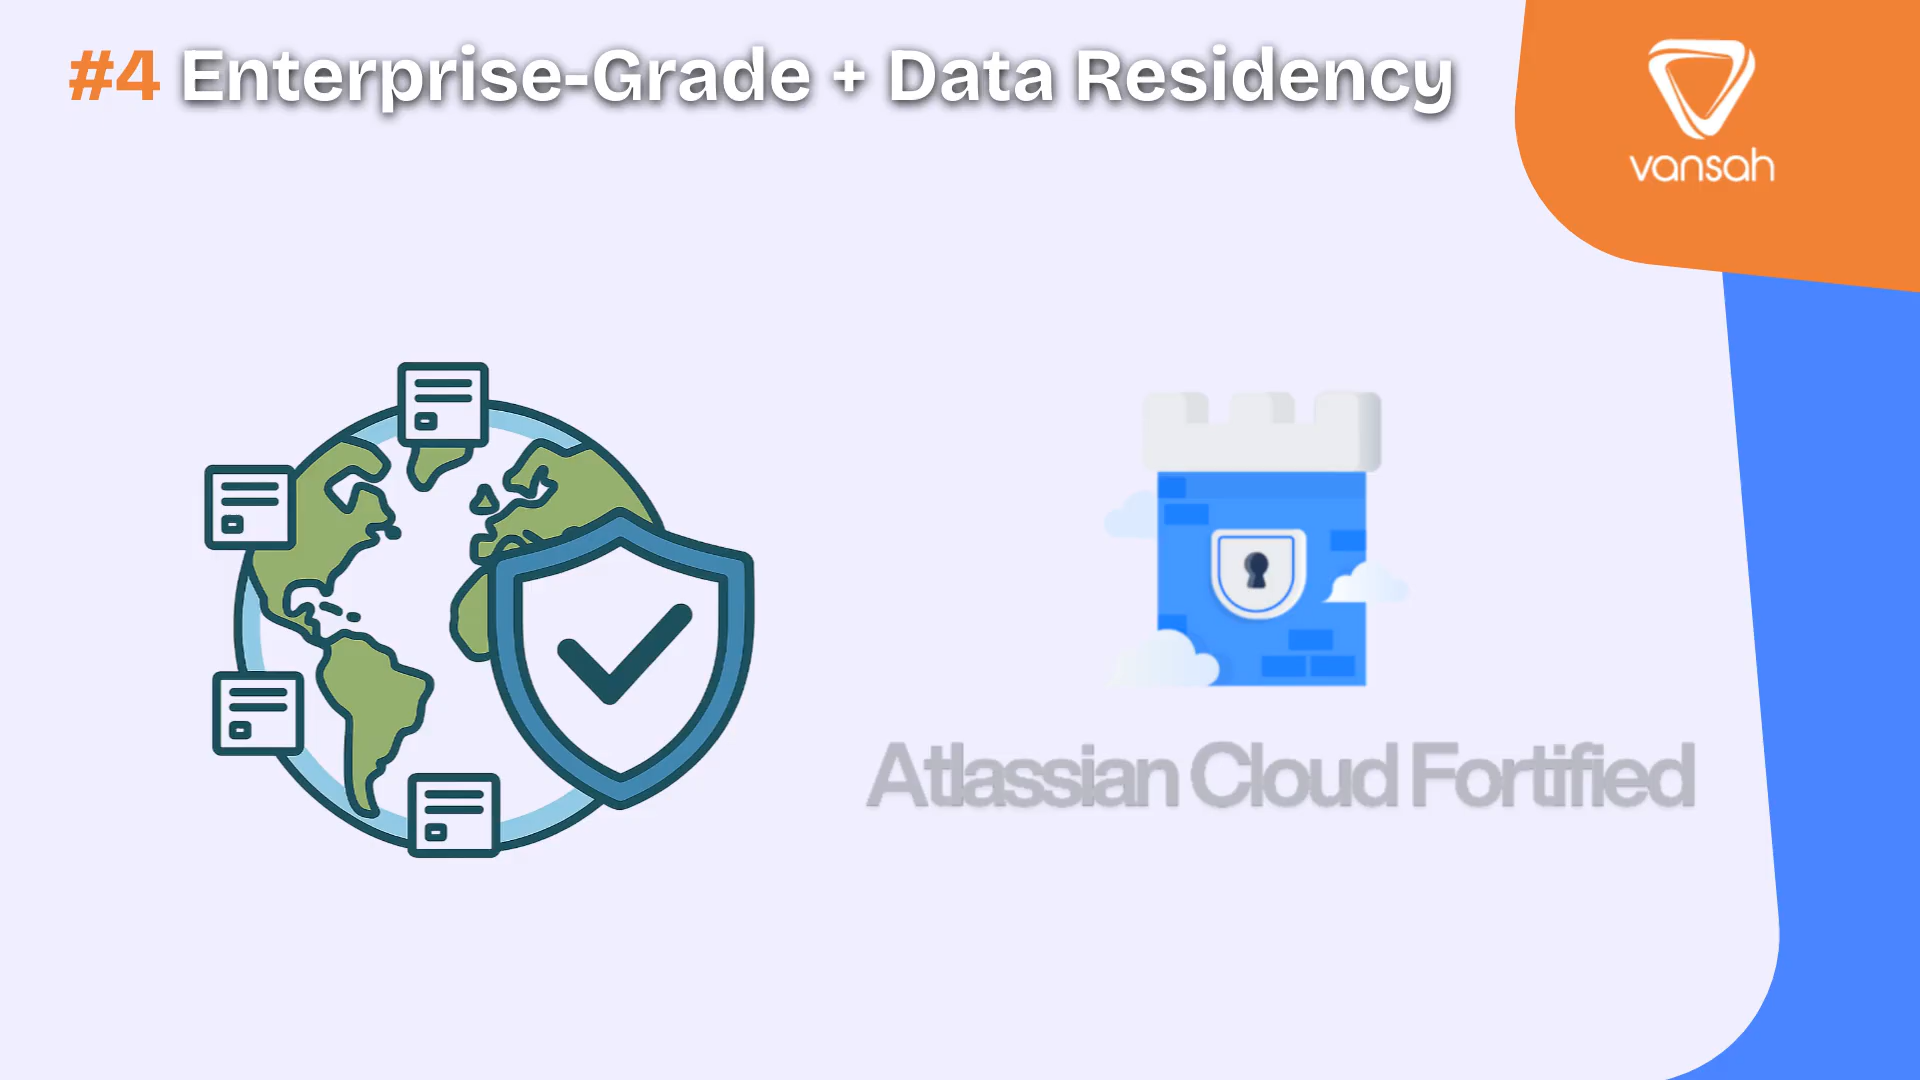 #4 Enterprise-Grade + Data Residency
vansah
Atlassian Cloud Fortified